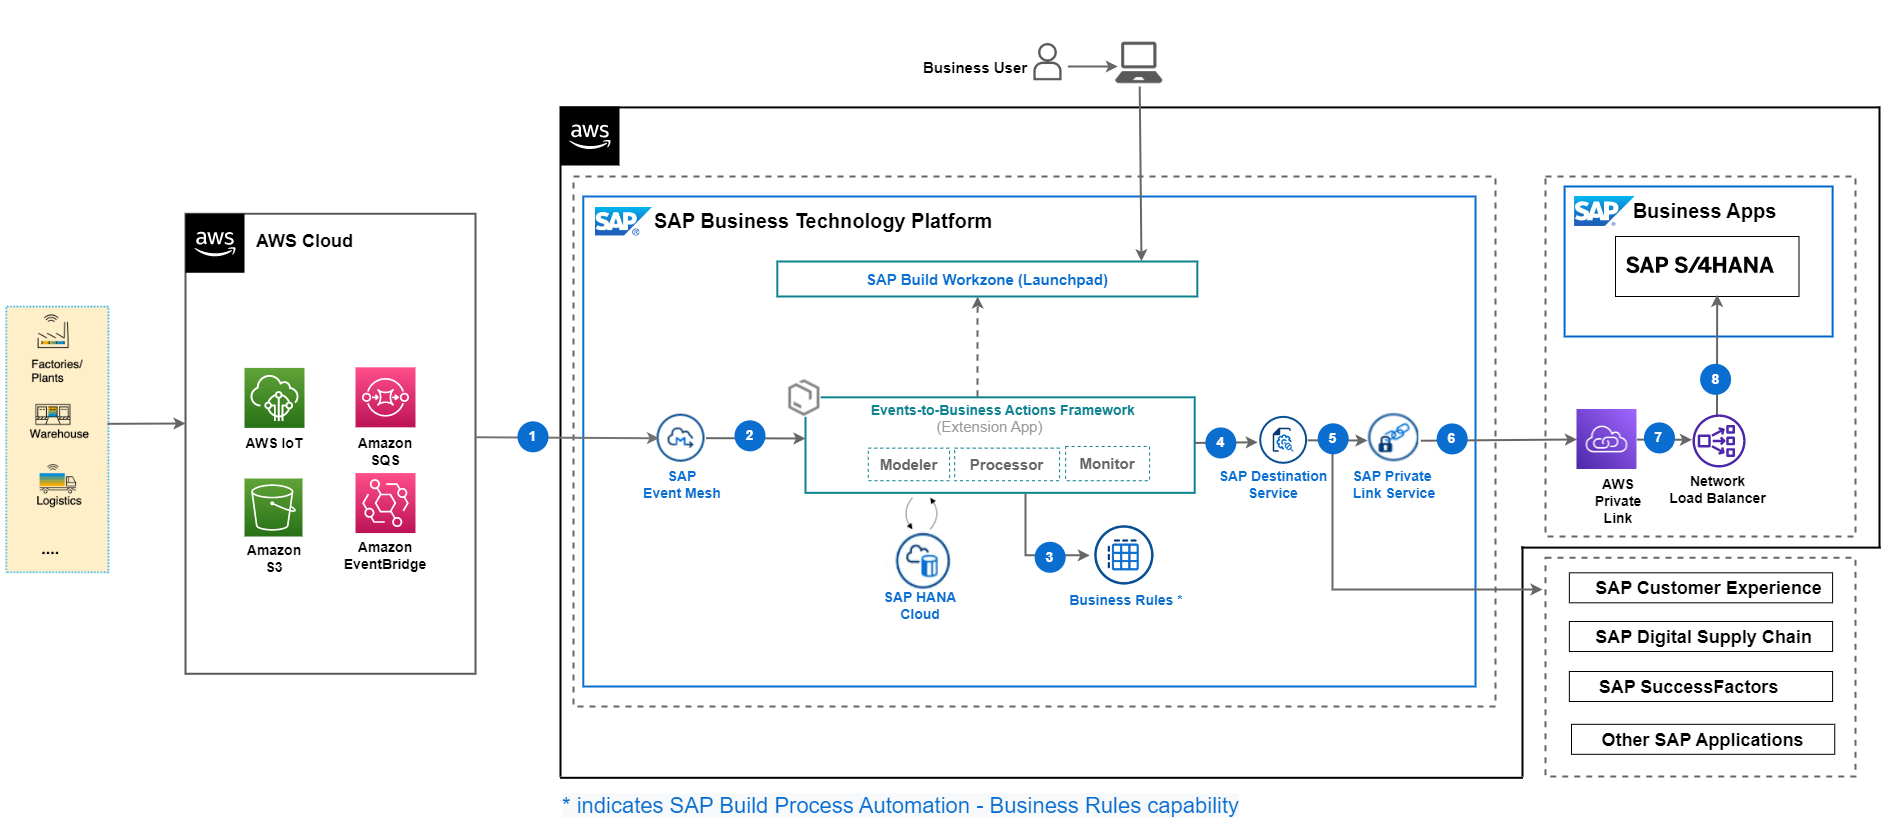 Business User
aws
SAP
SAP Business Technology Platform
SAP
Business Apps
SAP S/4HANA
aws
AWS Cloud
SAP Build Workzone (Launchpad)
Factories/
Plants
Warehouse
Logistics
....
AWS IoT
Amazon
SQS
Amazon
S3
Amazon
EventBridge
1
SAP
Event Mesh
2
Events-to-Business Actions Framework
(Extension App)
Modeler
Processor
Monitor
SAP HANA
Cloud
3
Business Rules *
4
SAP Destination
Service
5
SAP Private
Link Service
6
AWS
Private
Link
7
Network
Load Balancer
8
SAP Customer Experience
SAP Digital Supply Chain
SAP SuccessFactors
Other SAP Applications
* indicates SAP Build Process Automation - Business Rules capability